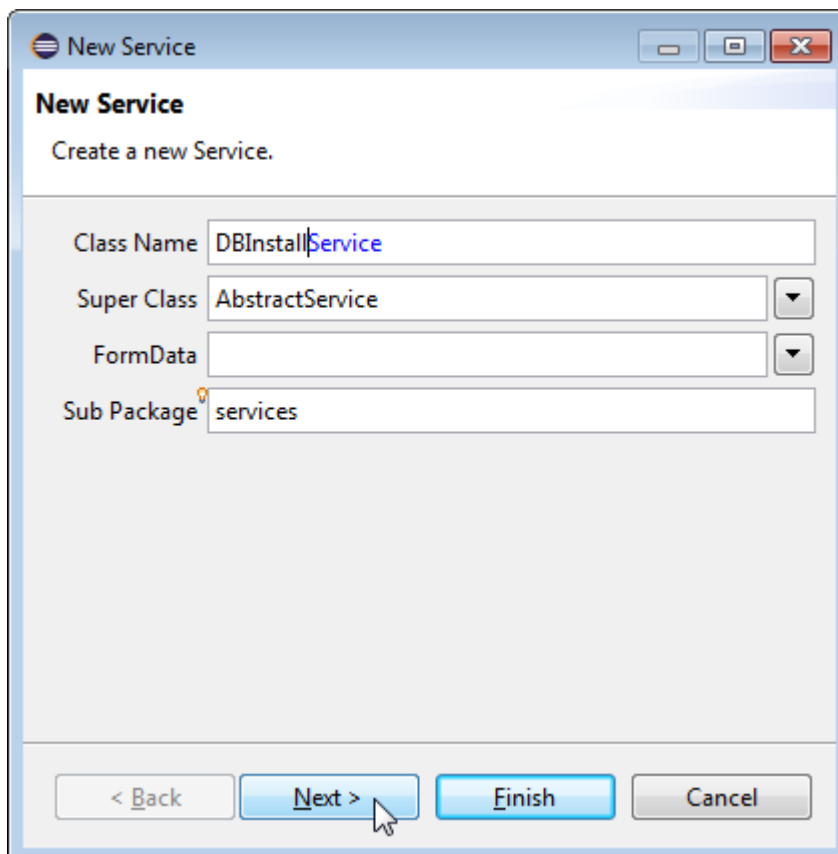 New Service
New Service
Create a new Service.
Class Name DBInstallService
Super Class AbstractService
FormData
Sub Package services
< Back Next > Finish Cancel